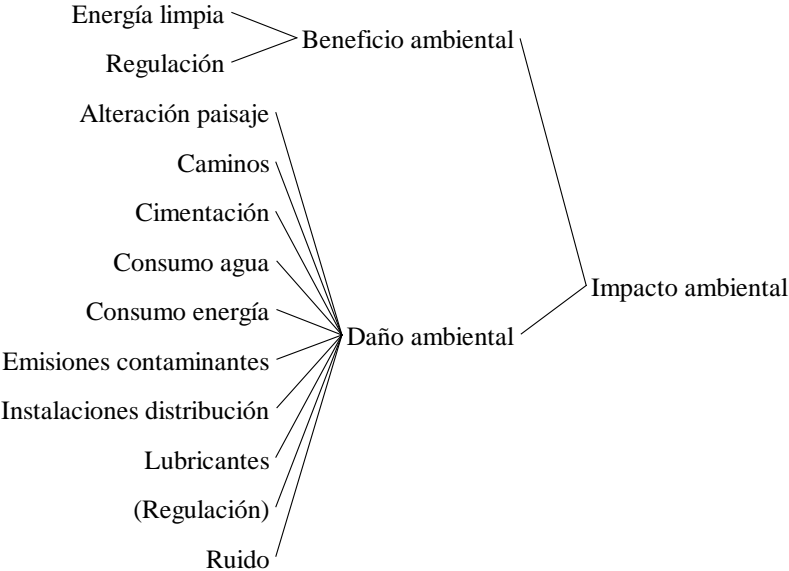 Energía limpia
Regulación
Beneficio ambiental
Alteración paisaje
Caminos
Cimentación
Consumo agua
Consumo energía
Emisiones contaminantes
Instalaciones distribución
Lubricantes
(Regulación)
Ruido
Daño ambiental
Impacto ambiental